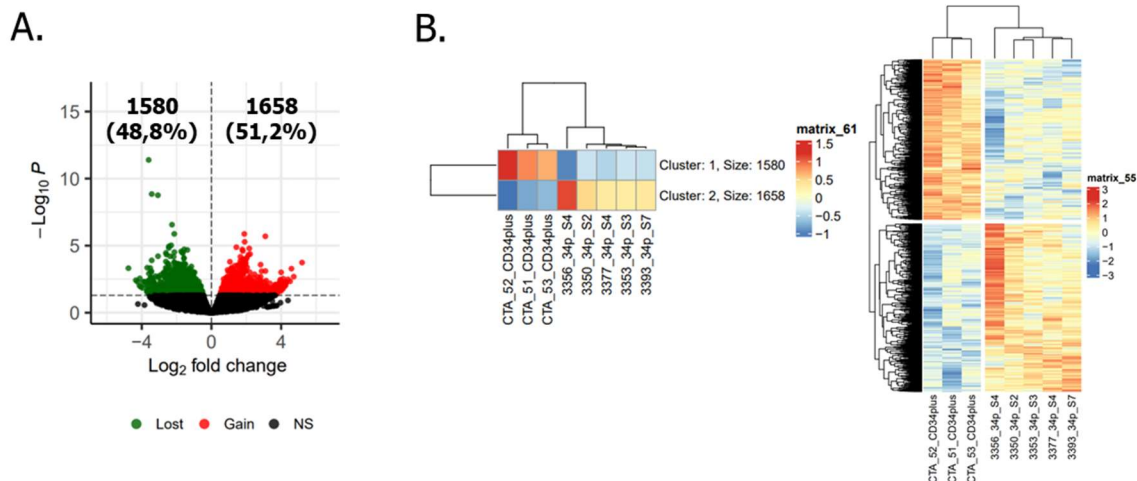 A.
B.
1580
(48,8%)
1658
(51,2%)
15
10
5
0
−Log10 P
−4
0
4
Log2 fold change
Lost
Gain
NS
Cluster: 1, Size: 1580
Cluster: 2, Size: 1658
CTA_52_CD34plus
CTA_51_CD34plus
CTA_53_CD34plus
3356_34p_S4
3350_34p_S2
3377_34p_S4
3353_34p_S3
3393_34p_S7
matrix_61
1.5
1
0.5
0
−0.5
−1
CTA_52_CD34plus
CTA_51_CD34plus
CTA_53_CD34plus
3356_34p_S4
3350_34p_S2
3353_34p_S3
3377_34p_S4
3393_34p_S7
matrix_55
3
2
1
0
−1
−2
−3